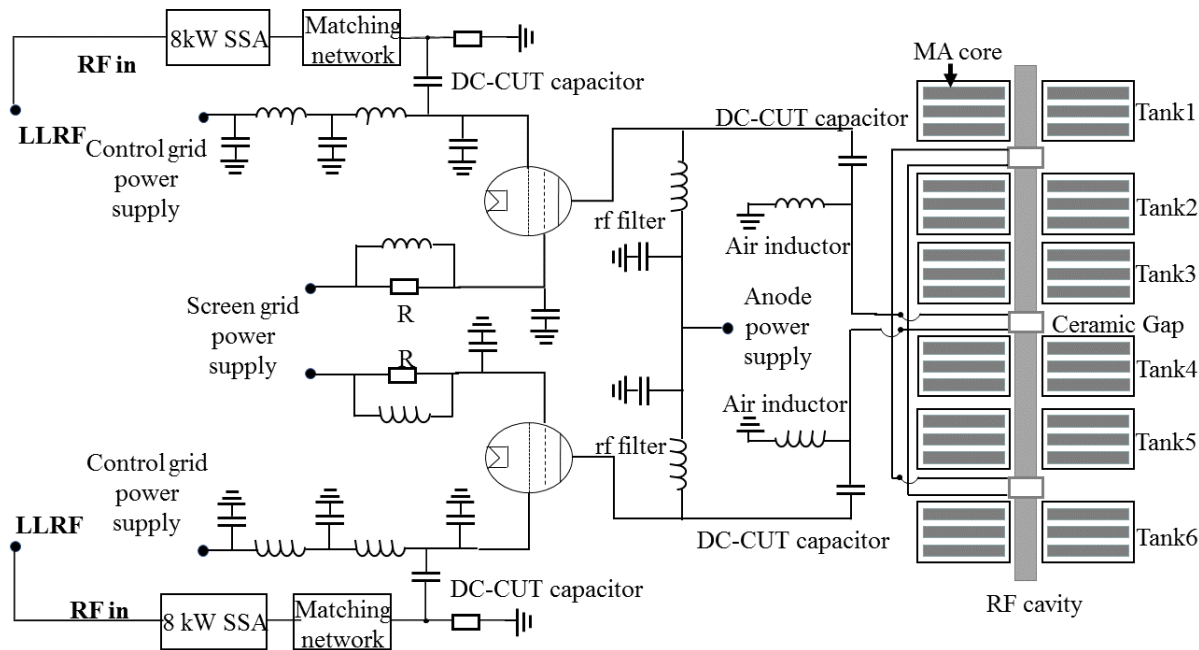 8kW SSA
Matching
network
RF in
LLRF
DC-CUT capacitor
Control grid
power
supply
MA core
DC-CUT capacitor
Tank1
Tank2
rf filter
Air inductor
Tank3
Screen grid
power
supply
R
R
Anode
power
supply
Ceramic Gap
Tank4
Air inductor
rf filter
Tank5
Control grid
power
supply
LLRF
DC-CUT capacitor
Tank6
DC-CUT capacitor
RF in
8 kW SSA
Matching
network
RF cavity